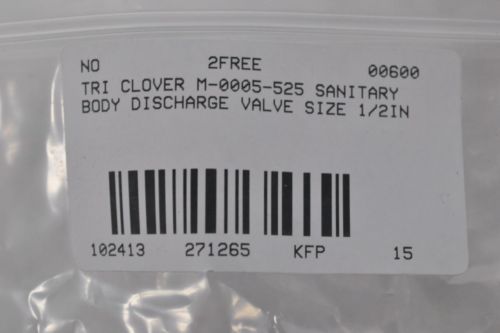 NO 2FREE 00600
TRI CLOVER M-0005-525 SANITARY
BODY DISCHARGE VALVE SIZE 1/2IN
102413 271265 KFP 15